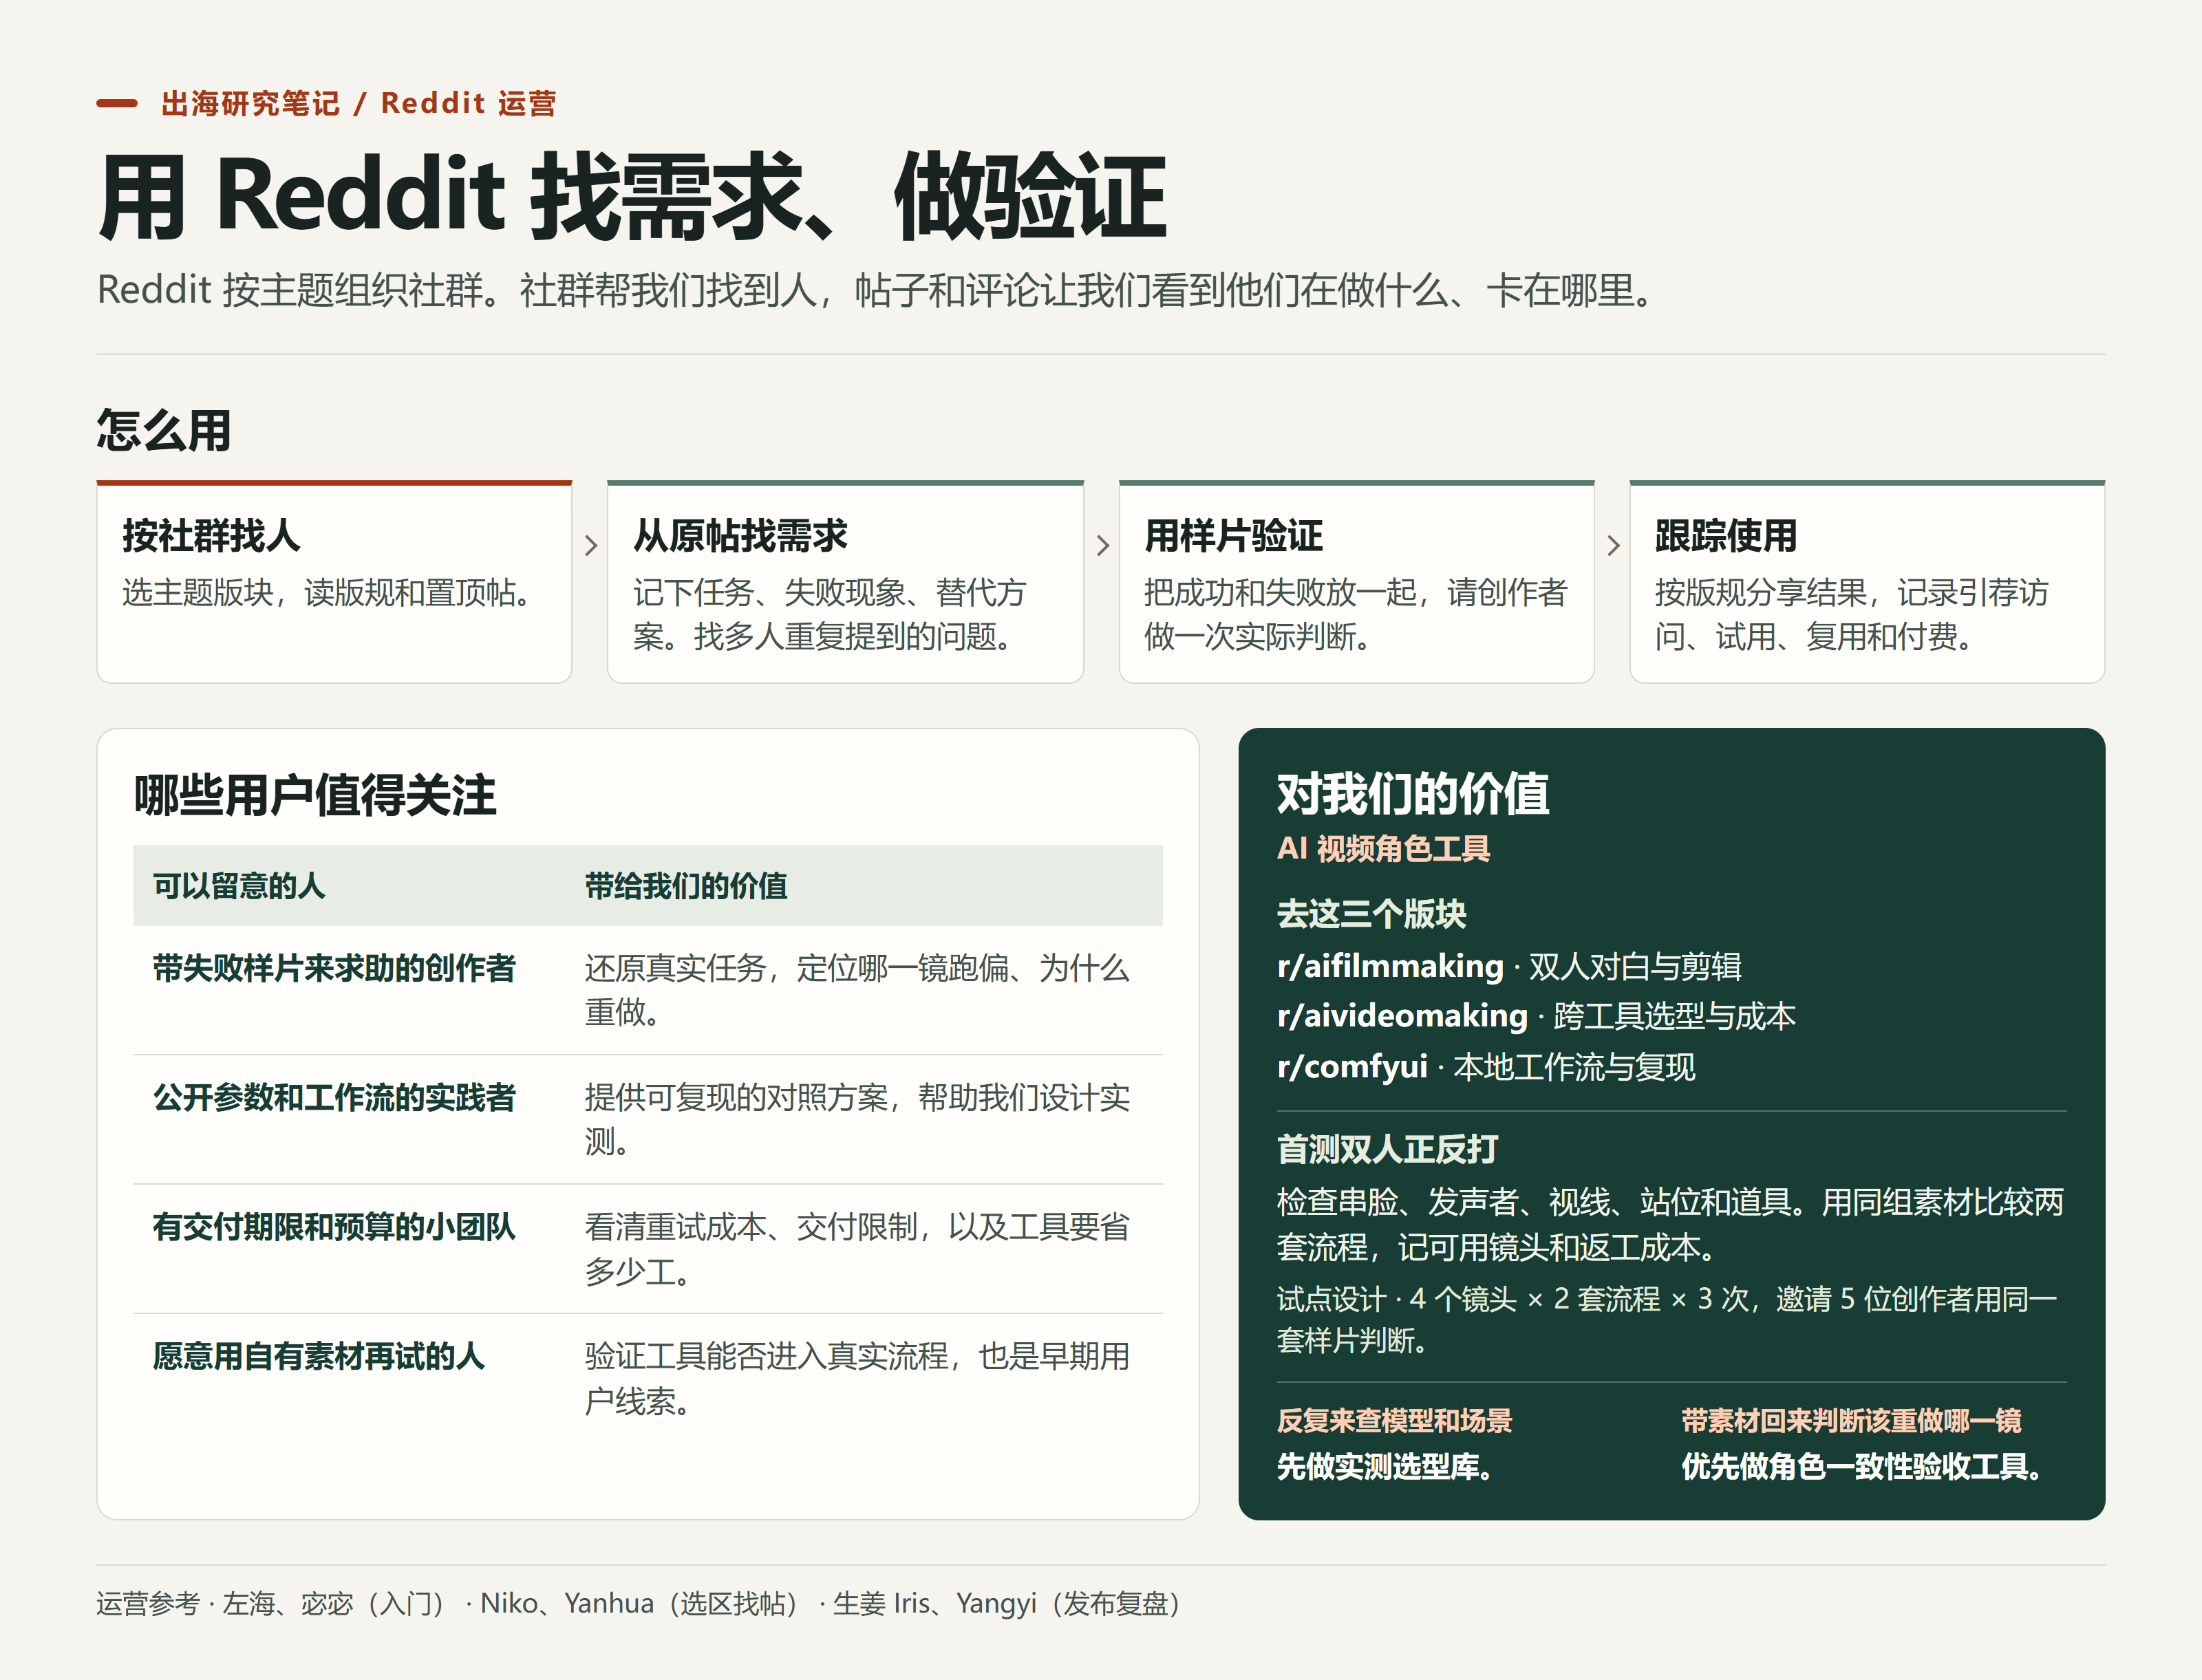 出海研究笔记 / Reddit 运营
用 Reddit 找需求、做验证
Reddit 按主题组织社群。社群帮我们找到人，帖子和评论让我们看到他们在做什么、卡在哪里。
怎么用
按社群找人
选主题版块，读版规和置顶帖。
从原帖找需求
记下任务、失败现象、替代方
案。找多人重复提到的问题。
用样片验证
把成功和失败放一起，请创作者
做一次实际判断。
跟踪使用
按版规分享结果，记录引荐访
问、试用、复用和付费。
哪些用户值得关注
可以留意的人
带给我们的价值
带失败样片来求助的创作者
还原真实任务，定位哪一镜跑偏、为什么
重做。
公开参数和工作流的实践者
提供可复现的对照方案，帮助我们设计实
测。
有交付期限和预算的小团队
看清重试成本、交付限制，以及工具要省
多少工。
愿意用自有素材再试的人
验证工具能否进入真实流程，也是早期用
户线索。
对我们的价值
AI 视频角色工具
去这三个版块
r/aifilmmaking · 双人对白与剪辑
r/aivideomaking · 跨工具选型与成本
r/comfyui · 本地工作流与复现
首测双人正反打
检查串脸、发声者、视线、站位和道具。用同组素材比较两
套流程，记可用镜头和返工成本。
试点设计 · 4 个镜头 × 2 套流程 × 3 次，邀请 5 位创作者用同一
套样片判断。
反复来查模型和场景
先做实测选型库。
带素材回来判断该重做哪一镜
优先做角色一致性验收工具。
运营参考 · 左海、宓宓（入门） · Niko、Yanhua（选区找帖） · 生姜 Iris、Yangyi（发布复盘）